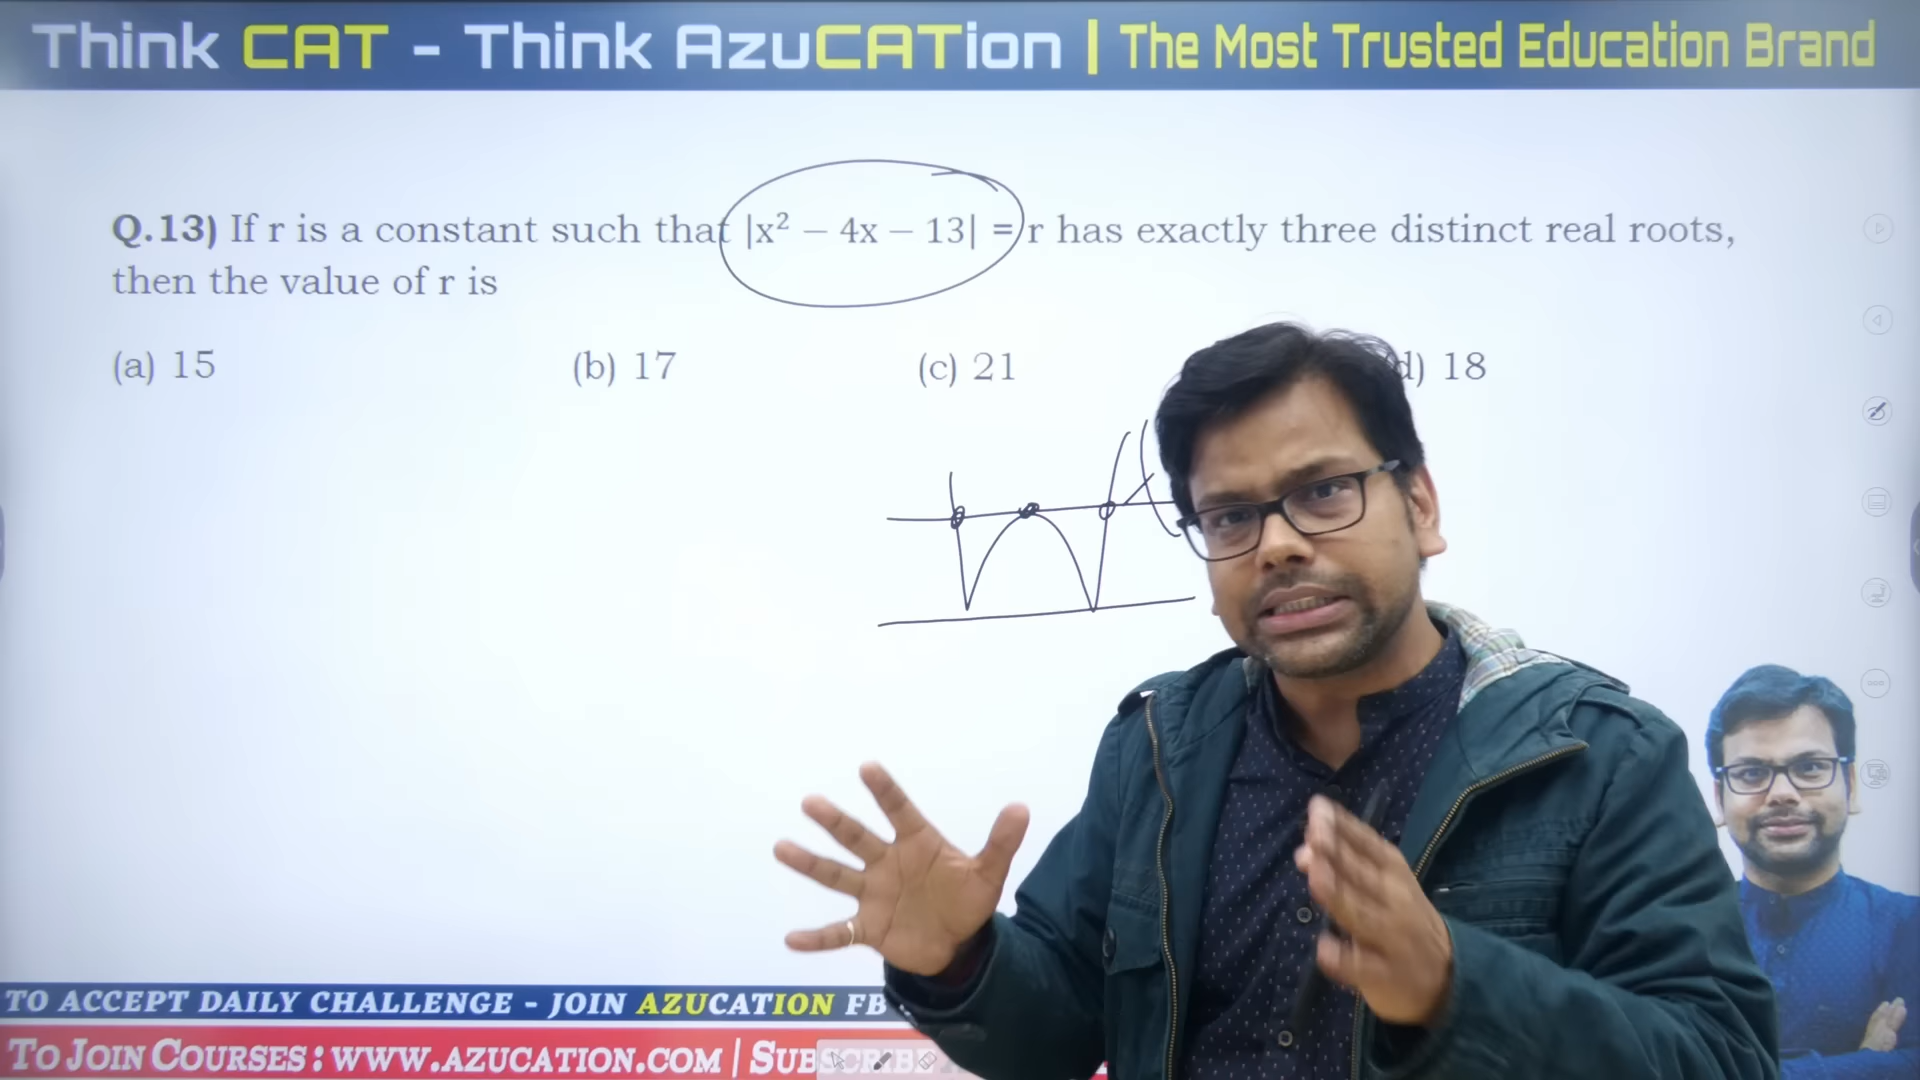 Think CAT - Think AzuCATion | The Most Trusted Education Brand
Q.13) If r is a constant such that |x² – 4x – 13| = r has exactly three distinct real roots,
then the value of r is
(a) 15 (b) 17 (c) 21 d) 18
TO ACCEPT DAILY CHALLENGE - JOIN AZUCATION FB
TO JOIN COURSES : WWW.AZUCATION.COM | SUBSCRIBE